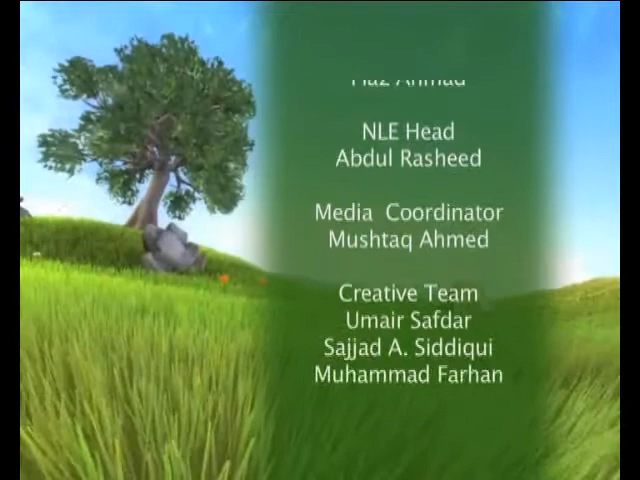 NLE Head
Abdul Rasheed
Media Coordinator
Mushtaq Ahmed
Creative Team
Umair Safdar
Sajjad A. Siddiqui
Muhammad Farhan